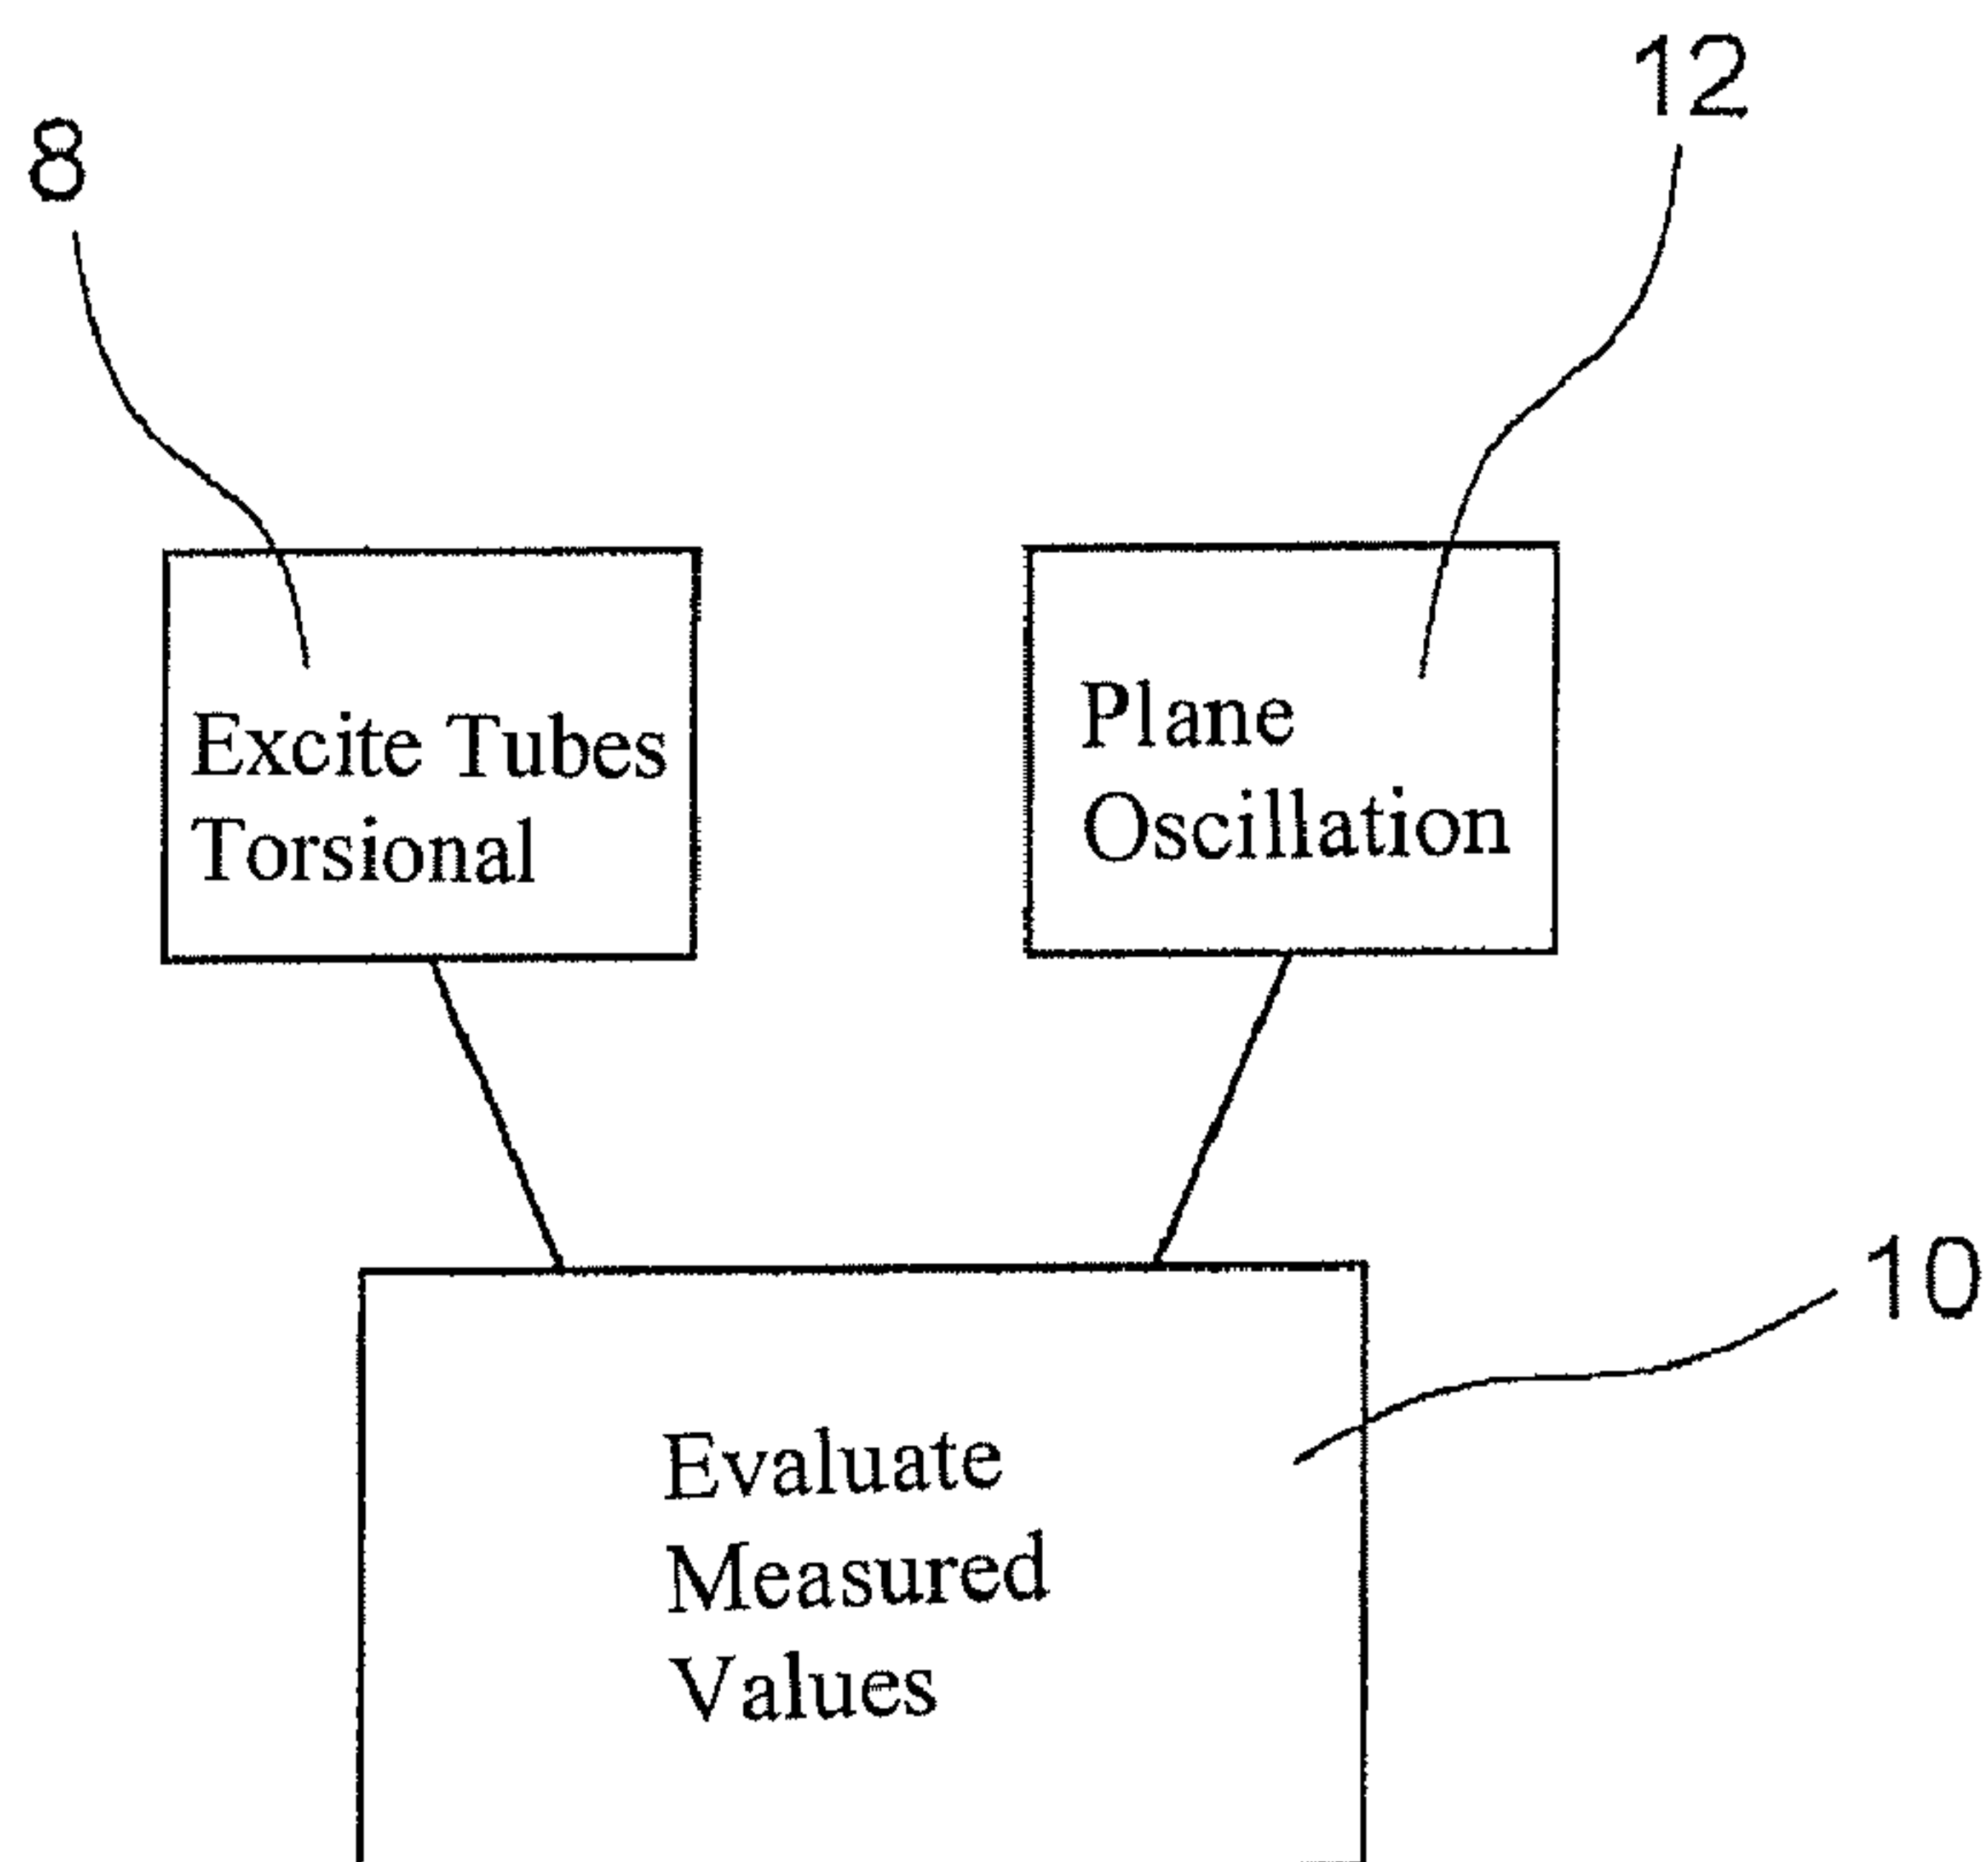 12
8
Excite Tubes
Torsional
Plane
Oscillation
10
Evaluate
Measured
Values